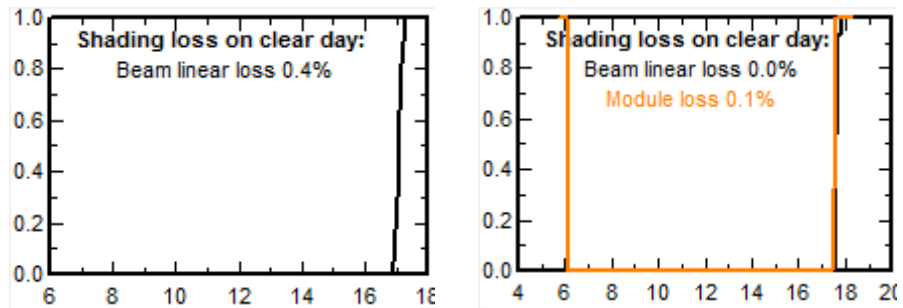 1.0
Shading loss on clear day:
Beam linear loss 0.4%
0.8
0.6
0.4
0.2
0.0
6 8 10 12 14 16 18
1.0
Shading loss on clear day:
Beam linear loss 0.0%
0.8
Module loss 0.1%
0.6
0.4
0.2
0.0
4 6 8 10 12 14 16 18 20